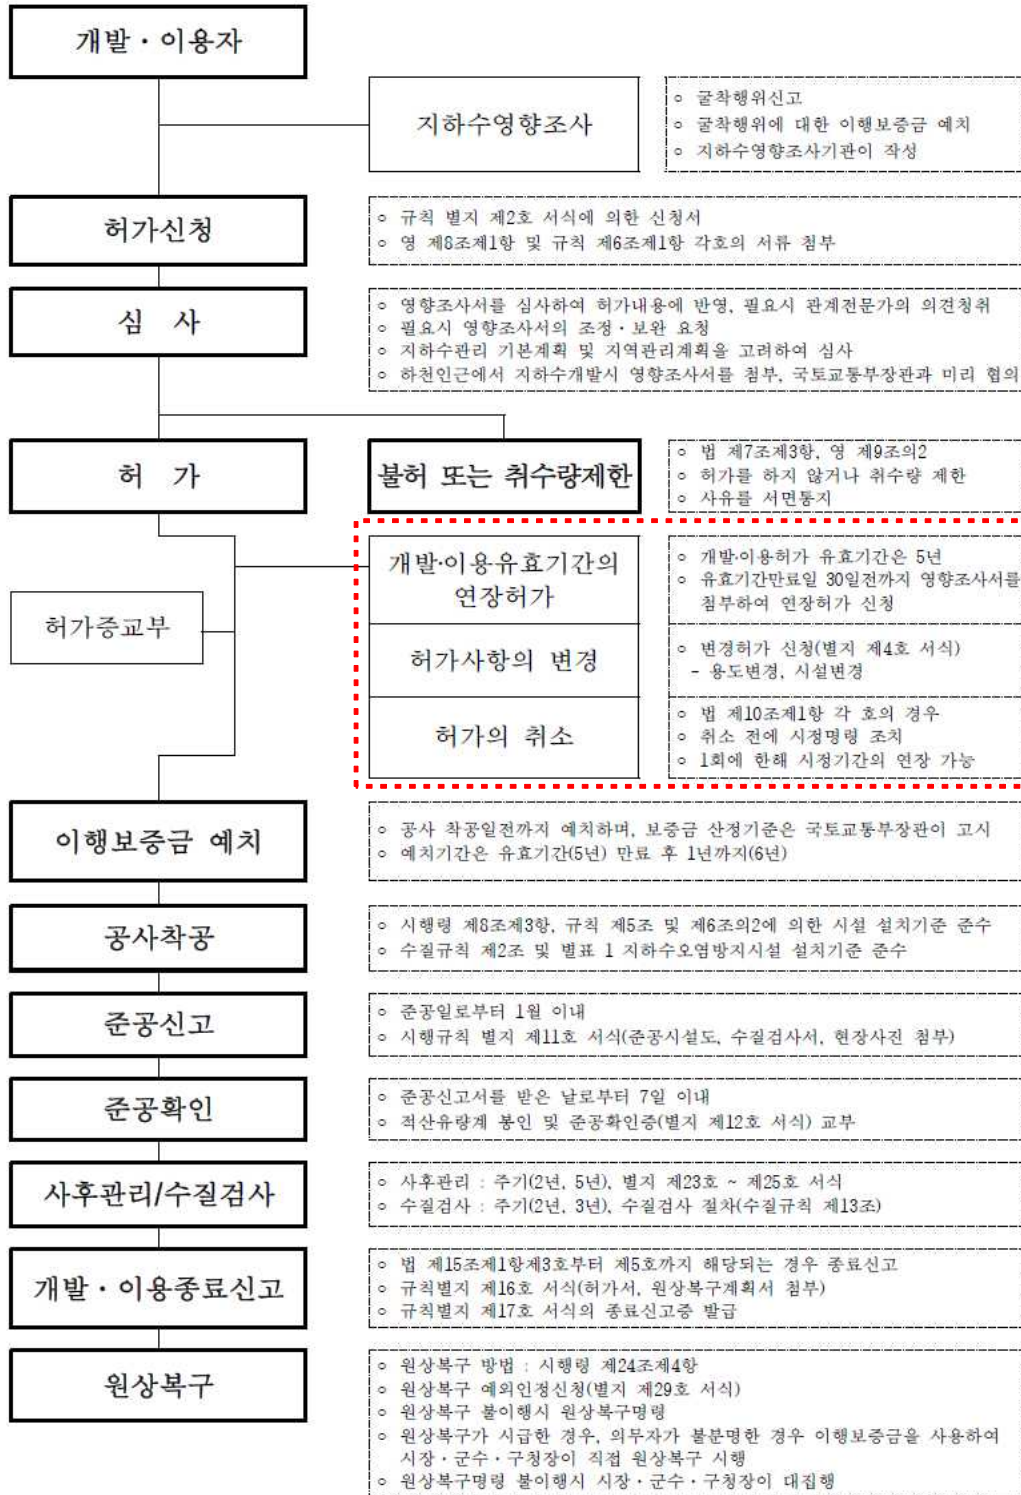 개발・이용자
지하수영향조사
◦ 굴착행위신고
◦ 굴착행위에 대한 이행보증금 예치
◦ 지하수영향조사기관이 작성
허가신청
◦ 규칙 별지 제2호 서식에 의한 신청서
◦ 영 제8조제1항 및 규칙 제6조제1항 각호의 서류 첨부
심 사
◦ 영향조사서를 심사하여 허가내용에 반영, 필요시 관계전문가의 의견청취
◦ 필요시 영향조사서의 조정・보완 요청
◦ 지하수관리 기본계획 및 지역관리계획을 고려하여 심사
◦ 하천인근에서 지하수개발시 영향조사서를 첨부, 국토교통부장관과 미리 협의
허 가
불허 또는 취수량제한
◦ 법 제7조제3항, 영 제9조의2
◦ 허가를 하지 않거나 취수량 제한
◦ 사유를 서면통지
개발·이용유효기간의
연장허가
◦ 개발·이용허가 유효기간은 5년
◦ 유효기간만료일 30일전까지 영향조사서를
첨부하여 연장허가 신청
허가증교부
허가사항의 변경
◦ 변경허가 신청(별지 제4호 서식)
- 용도변경, 시설변경
허가의 취소
◦ 법 제10조제1항 각 호의 경우
◦ 취소 전에 시정명령 조치
◦ 1회에 한해 시정기간의 연장 가능
이행보증금 예치
◦ 공사 착공일전까지 예치하며, 보증금 산정기준은 국토교통부장관이 고시
◦ 예치기간은 유효기간(5년) 만료 후 1년까지(6년)
공사착공
◦ 시행령 제8조제3항, 규칙 제5조 및 제6조의2에 의한 시설 설치기준 준수
◦ 수질규칙 제2조 및 별표 1 지하수오염방지시설 설치기준 준수
준공신고
◦ 준공일로부터 1월 이내
◦ 시행규칙 별지 제11호 서식(준공시설도, 수질검사서, 현장사진 첨부)
준공확인
◦ 준공신고서를 받은 날로부터 7일 이내
◦ 적산유량계 봉인 및 준공확인증(별지 제12호 서식) 교부
사후관리/수질검사
◦ 사후관리 : 주기(2년, 5년), 별지 제23호 ~ 제25호 서식
◦ 수질검사 : 주기(2년, 3년), 수질검사 절차(수질규칙 제13조)
개발・이용종료신고
◦ 법 제15조제1항제3호부터 제5호까지 해당되는 경우 종료신고
◦ 규칙별지 제16호 서식(허가서, 원상복구계획서 첨부)
◦ 규칙별지 제17호 서식의 종료신고증 발급
원상복구
◦ 원상복구 방법 : 시행령 제24조제4항
◦ 원상복구 예외인정신청(별지 제29호 서식)
◦ 원상복구 불이행시 원상복구명령
◦ 원상복구가 시급한 경우, 의무자가 불분명한 경우 이행보증금을 사용하여
시장・군수・구청장이 직접 원상복구 시행
◦ 원상복구명령 불이행시 시장・군수・구청장이 대집행